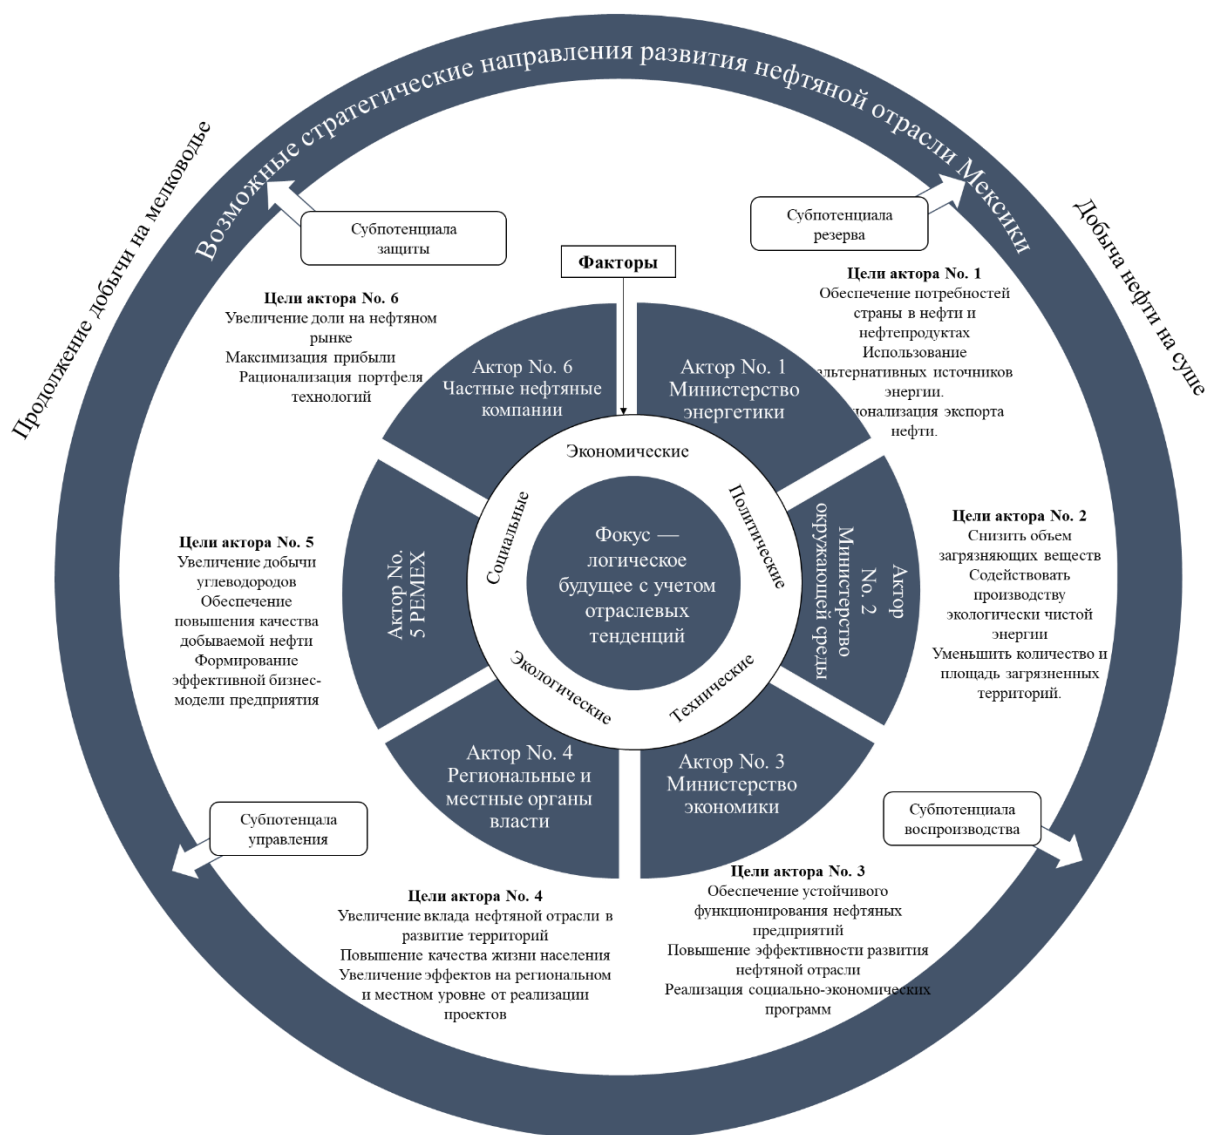 Возможные стратегические направления развития нефтяной отрасли Мексики
Продолжение добычи на мелководье
Добыча нефти на суше
Субпотенциала
защиты
Субпотенциала
резерва
Факторы
Цели актора No. 6
Увеличение доли на нефтяном
рынке
Максимизация прибыли
Рационализация портфеля
технологий
Цели актора No. 1
Обеспечение потребностей
страны в нефти и
нефтепродуктах
Использование
льтернативных источников
энергии.
ионализация экспорта
нефти.
Актор No. 6
Частные нефтяные
компании
Актор No. 1
Министерство
энергетики
Экономические
Социальные
Политические
Фокус —
логическое
будущее с учетом
отраслевых
тенденций
Экологические
Технические
Актор No.
5 PEMEX
Актор
No. 2
Министерство
окружающей среды
Цели актора No. 5
Увеличение добычи
углеводородов
Обеспечение
повышения качества
добываемой нефти
Формирование
эффективной бизнес-
модели предприятия
Цели актора No. 2
Снизить объем
загрязняющих веществ
Содействовать
производству
экологически чистой
энергии
Уменьшить количество и
площадь загрязненных
территорий.
Актор No. 4
Региональные и
местные органы
власти
Актор No. 3
Министерство
экономики
Субпотенцала
управления
Субпотенциала
воспроизводства
Цели актора No. 4
Увеличение вклада нефтяной отрасли в
развитие территорий
Повышение качества жизни населения
Увеличение эффектов на региональном
и местном уровне от реализации
проектов
Цели актора No. 3
Обеспечение устойчивого
функционирования нефтяных
предприятий
Повышение эффективности развития
нефтяной отрасли
Реализация социально-экономических
программ